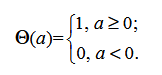 Θ(a)={1, a ≥ 0;
0, a < 0.